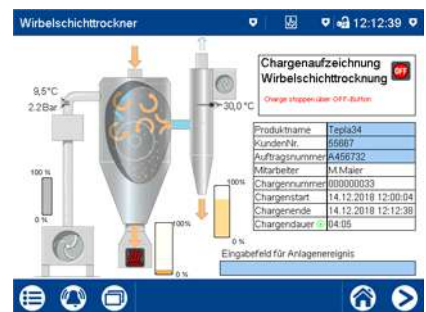 Wirbelschichttrockner
12:12:39
Chargenaufzeichnung
Wirbelschichttrocknung
OFF
Charge stoppen über OFF-Button
9,5°C
2.2Bar
30,0 °C
Produktname Tepla34
KundenNr. 55667
Auftragsnummer A456732
Mitarbeiter M.Maier
Chargennummer 000000033
Chargenstart 14.12.2018 12:00:04
Chargenende 14.12.2018 12:12:38
Chargendauer 04:05
100 %
0 %
100%
0 %
100%
0 %
Eingabefeld für Anlagenereignis